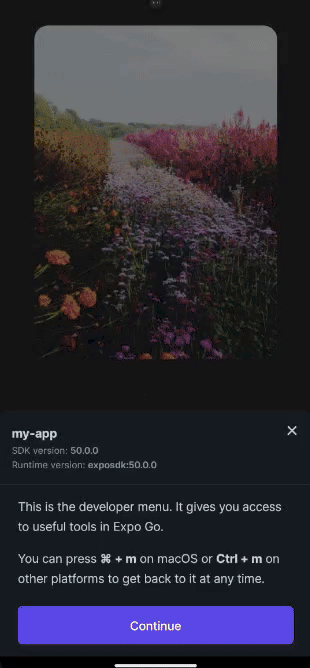 my-app
SDK version: 50.0.0
Runtime version: exposdk:50.0.0
This is the developer menu. It gives you access
to useful tools in Expo Go.
You can press ⌘ + m on macOS or Ctrl + m on
other platforms to get back to it at any time.
Continue